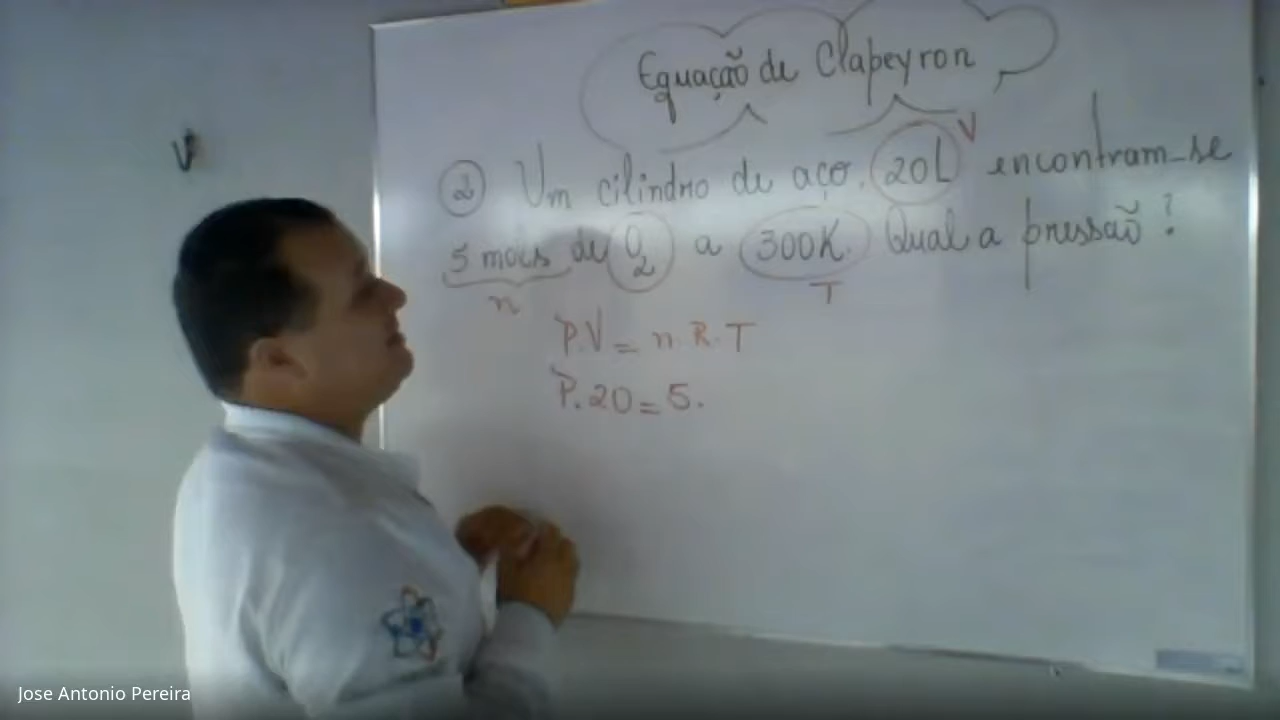 Equação de Clapeyron
V
V
2 Um cilindro de aço, 20L encontram-se
5 mols de O2 a 300K. Qual a pressão?
n T
P.V = n.R.T
P.20 = 5.
Jose Antonio Pereira